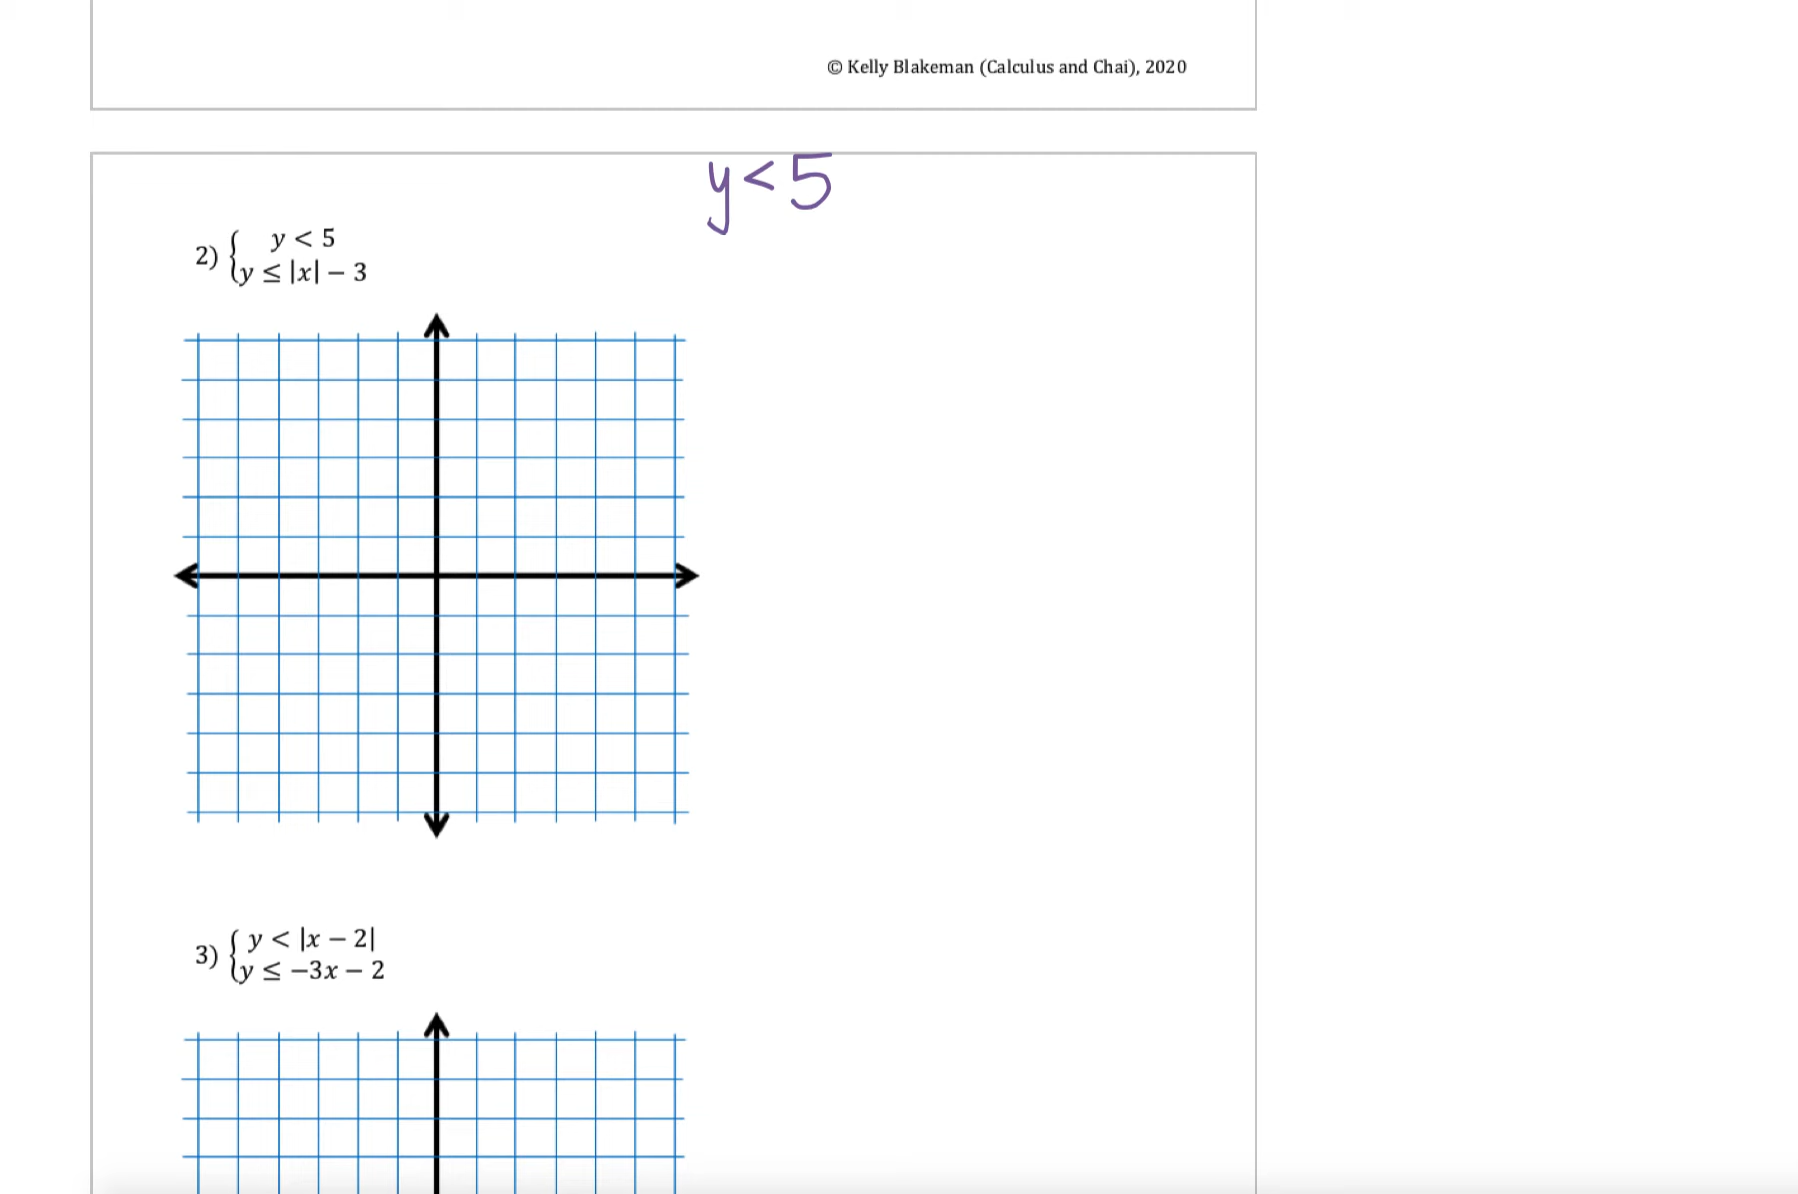 © Kelly Blakeman (Calculus and Chai), 2020
y<5
2) { y < 5
y ≤ |x| − 3
3) { y < |x − 2|
y ≤ −3x − 2